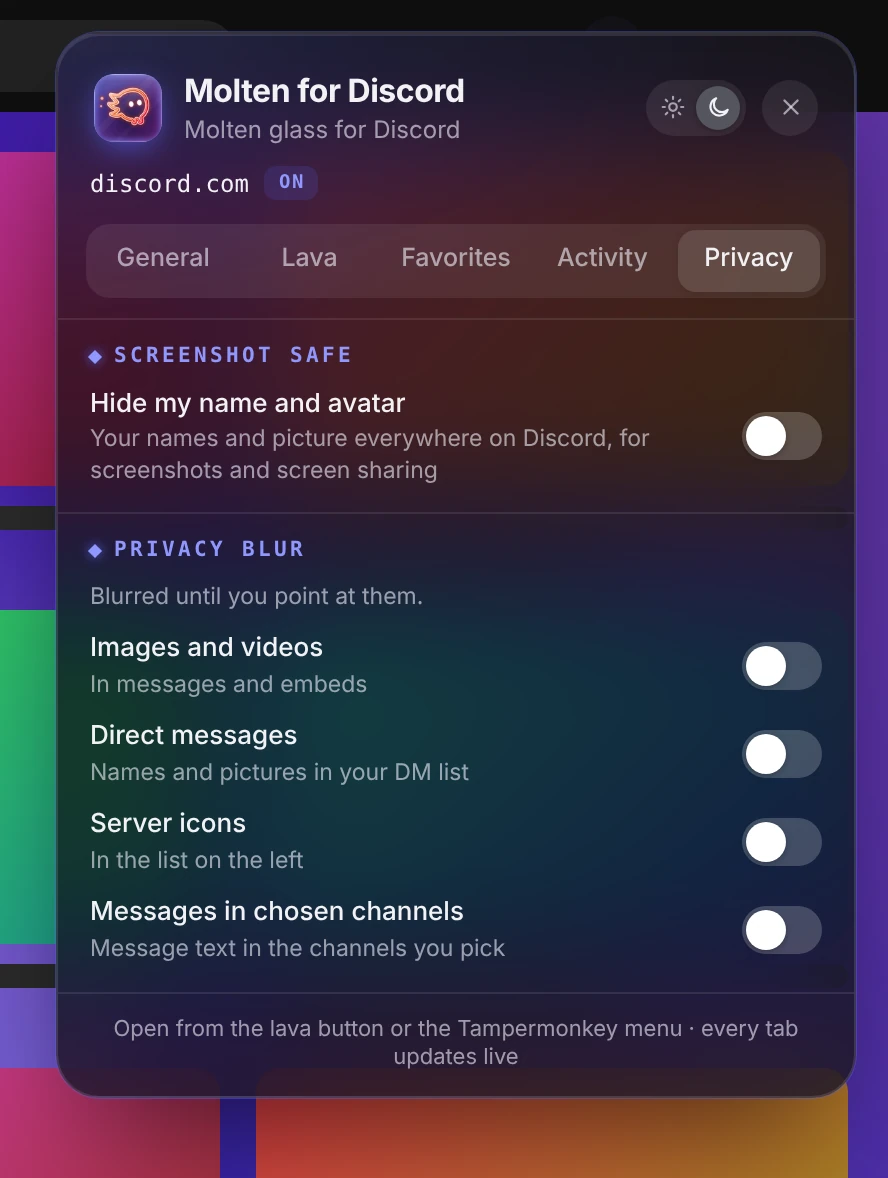 Molten for Discord
Molten glass for Discord
discord.com ON
General Lava Favorites Activity Privacy
SCREENSHOT SAFE
Hide my name and avatar
Your names and picture everywhere on Discord, for
screenshots and screen sharing
PRIVACY BLUR
Blurred until you point at them.
Images and videos
In messages and embeds
Direct messages
Names and pictures in your DM list
Server icons
In the list on the left
Messages in chosen channels
Message text in the channels you pick
Open from the lava button or the Tampermonkey menu · every tab
updates live